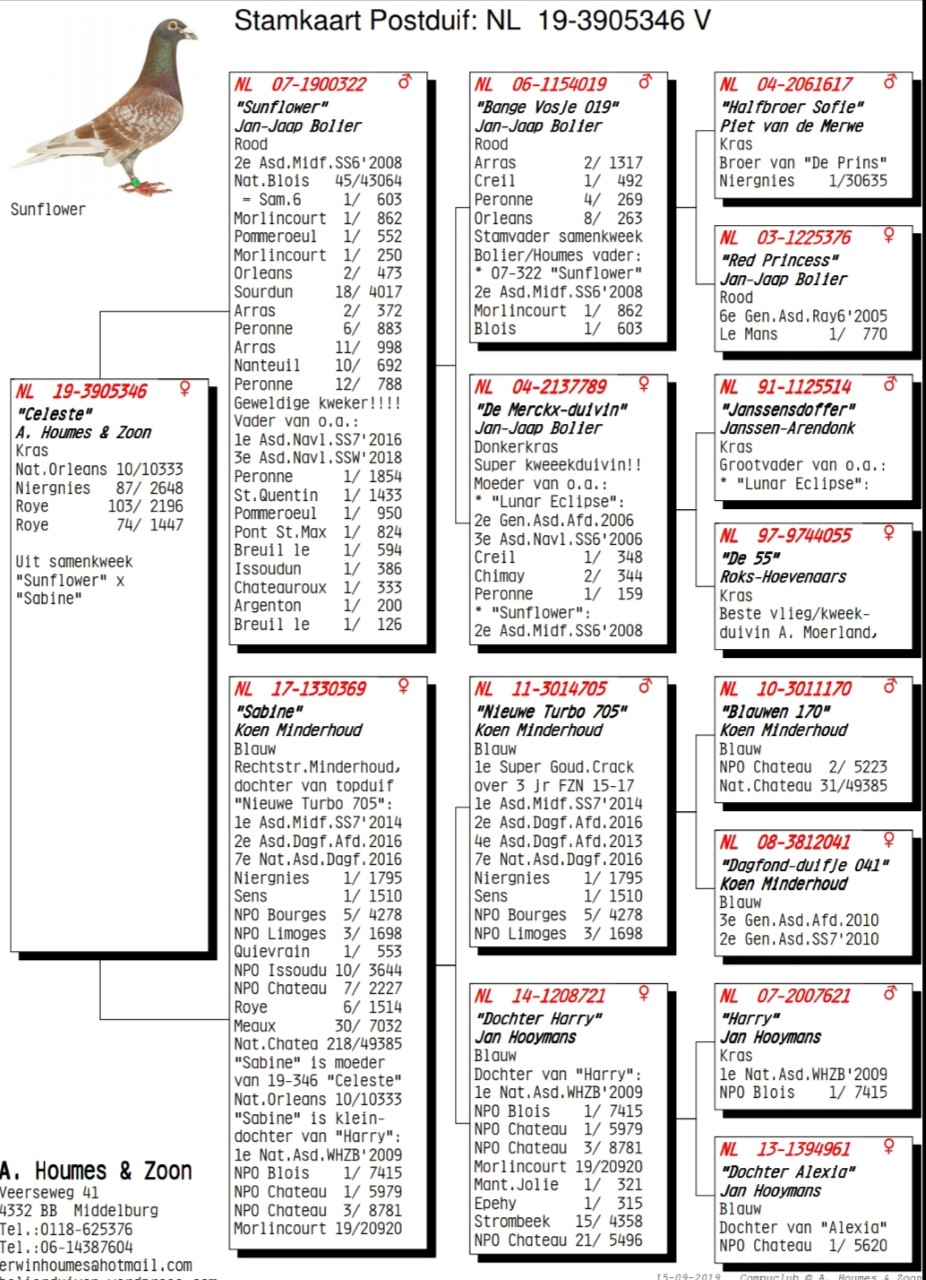 Stamkaart Postduif: NL 19-3905346 V
Sunflower
NL 19-3905346 ♀
"Celeste"
A. Houmes & Zoon
Kras
Nat.Orleans 10/10333
Niergnies 87/ 2648
Roye 103/ 2196
Roye 74/ 1447
Uit samenkweek
"Sunflower" x
"Sabine"
NL 07-1900322 ♂
"Sunflower"
Jan-Jaap Bolier
Rood
2e Asd.Midf.SS6'2008
Nat.Blois 45/43064
= Sam.6 1/ 603
Morlincourt 1/ 862
Pommeroeul 1/ 552
Morlincourt 1/ 250
Orleans 2/ 473
Sourdun 18/ 4017
Arras 2/ 372
Peronne 6/ 883
Arras 11/ 998
Nanteuil 10/ 692
Peronne 12/ 788
Geweldige kweker!!!!
Vader van o.a.:
1e Asd.Navl.SS7'2016
3e Asd.Navl.SSW'2018
Peronne 1/ 1854
St.Quentin 1/ 1433
Pommeroeul 1/ 950
Pont St.Max 1/ 824
Breuil le 1/ 594
Issoudun 1/ 386
Chateauroux 1/ 333
Argenton 1/ 200
Breuil le 1/ 126
NL 17-1330369 ♀
"Sabine"
Koen Minderhoud
Blauw
Rechtstr.Minderhoud,
dochter van topduif
"Nieuwe Turbo 705":
1e Asd.Midf.SS7'2014
2e Asd.Dagf.Afd.2016
7e Nat.Asd.Dagf.2016
Niergnies 1/ 1795
Sens 1/ 1510
NPO Bourges 5/ 4278
NPO Limoges 3/ 1698
Quievrain 1/ 553
NPO Issoudu 10/ 3644
NPO Chateau 7/ 2227
Roye 6/ 1514
Meaux 30/ 7032
Nat.Chatea 218/49385
"Sabine" is moeder
van 19-346 "Celeste"
Nat.Orleans 10/10333
"Sabine" is klein-
dochter van "Harry":
1e Nat.Asd.WHZB'2009
NPO Blois 1/ 7415
NPO Chateau 1/ 5979
NPO Chateau 3/ 8781
Morlincourt 19/20920
NL 06-1154019 ♂
"Bange Vosje 019"
Jan-Jaap Bolier
Rood
Arras 2/ 1317
Creil 1/ 492
Peronne 4/ 269
Orleans 8/ 263
Stamvader samenkweek
Bolier/Houmes vader:
* 07-322 "Sunflower"
2e Asd.Midf.SS6'2008
Morlincourt 1/ 862
Blois 1/ 603
NL 04-2137789 ♀
"De Merckx-duivin"
Jan-Jaap Bolier
Donkerkras
Super kweeekduivin!!
Moeder van o.a.:
* "Lunar Eclipse":
2e Gen.Asd.Afd.2006
3e Asd.Navl.SS6'2006
Creil 1/ 348
Chimay 2/ 344
Peronne 1/ 159
* "Sunflower":
2e Asd.Midf.SS6'2008
NL 11-3014705 ♂
"Nieuwe Turbo 705"
Koen Minderhoud
Blauw
1e Super Goud.Crack
over 3 jr FZN 15-17
1e Asd.Midf.SS7'2014
2e Asd.Dagf.Afd.2016
4e Asd.Dagf.Afd.2013
7e Nat.Asd.Dagf.2016
Niergnies 1/ 1795
Sens 1/ 1510
NPO Bourges 5/ 4278
NPO Limoges 3/ 1698
NL 14-1208721 ♀
"Dochter Harry"
Jan Hooymans
Blauw
Dochter van "Harry":
1e Nat.Asd.WHZB'2009
NPO Blois 1/ 7415
NPO Chateau 1/ 5979
NPO Chateau 3/ 8781
Morlincourt 19/20920
Mant.Jolie 1/ 321
Epehy 1/ 315
Strombeek 15/ 4358
NPO Chateau 21/ 5496
NL 04-2061617 ♂
"Halfbroer Sofie"
Piet van de Merwe
Kras
Broer van "De Prins"
Niergnies 1/30635
NL 03-1225376 ♀
"Red Princess"
Jan-Jaap Bolier
Rood
6e Gen.Asd.Ray6'2005
Le Mans 1/ 770
NL 91-1125514 ♂
"Janssensdoffer"
Janssen-Arendonk
Kras
Grootvader van o.a.:
* "Lunar Eclipse":
NL 97-9744055 ♀
"De 55"
Roks-Hoevenaars
Kras
Beste vlieg/kweek-
duivin A. Moerland,
NL 10-3011170 ♂
"Blauwen 170"
Koen Minderhoud
Blauw
NPO Chateau 2/ 5223
Nat.Chateau 31/49385
NL 08-3812041 ♀
"Dagfond-duifje 041"
Koen Minderhoud
Blauw
3e Gen.Asd.Afd.2010
2e Gen.Asd.SS7'2010
NL 07-2007621 ♂
"Harry"
Jan Hooymans
Kras
1e Nat.Asd.WHZB'2009
NPO Blois 1/ 7415
NL 13-1394961 ♀
"Dochter Alexia"
Jan Hooymans
Blauw
Dochter van "Alexia"
NPO Chateau 1/ 5620
A. Houmes & Zoon
Veerseweg 41
4332 BB Middelburg
Tel.:0118-625376
Tel.:06-14387604
erwinhoumes@hotmail.com
15-09-2019 Compuclub © A. Houmes & Zoon